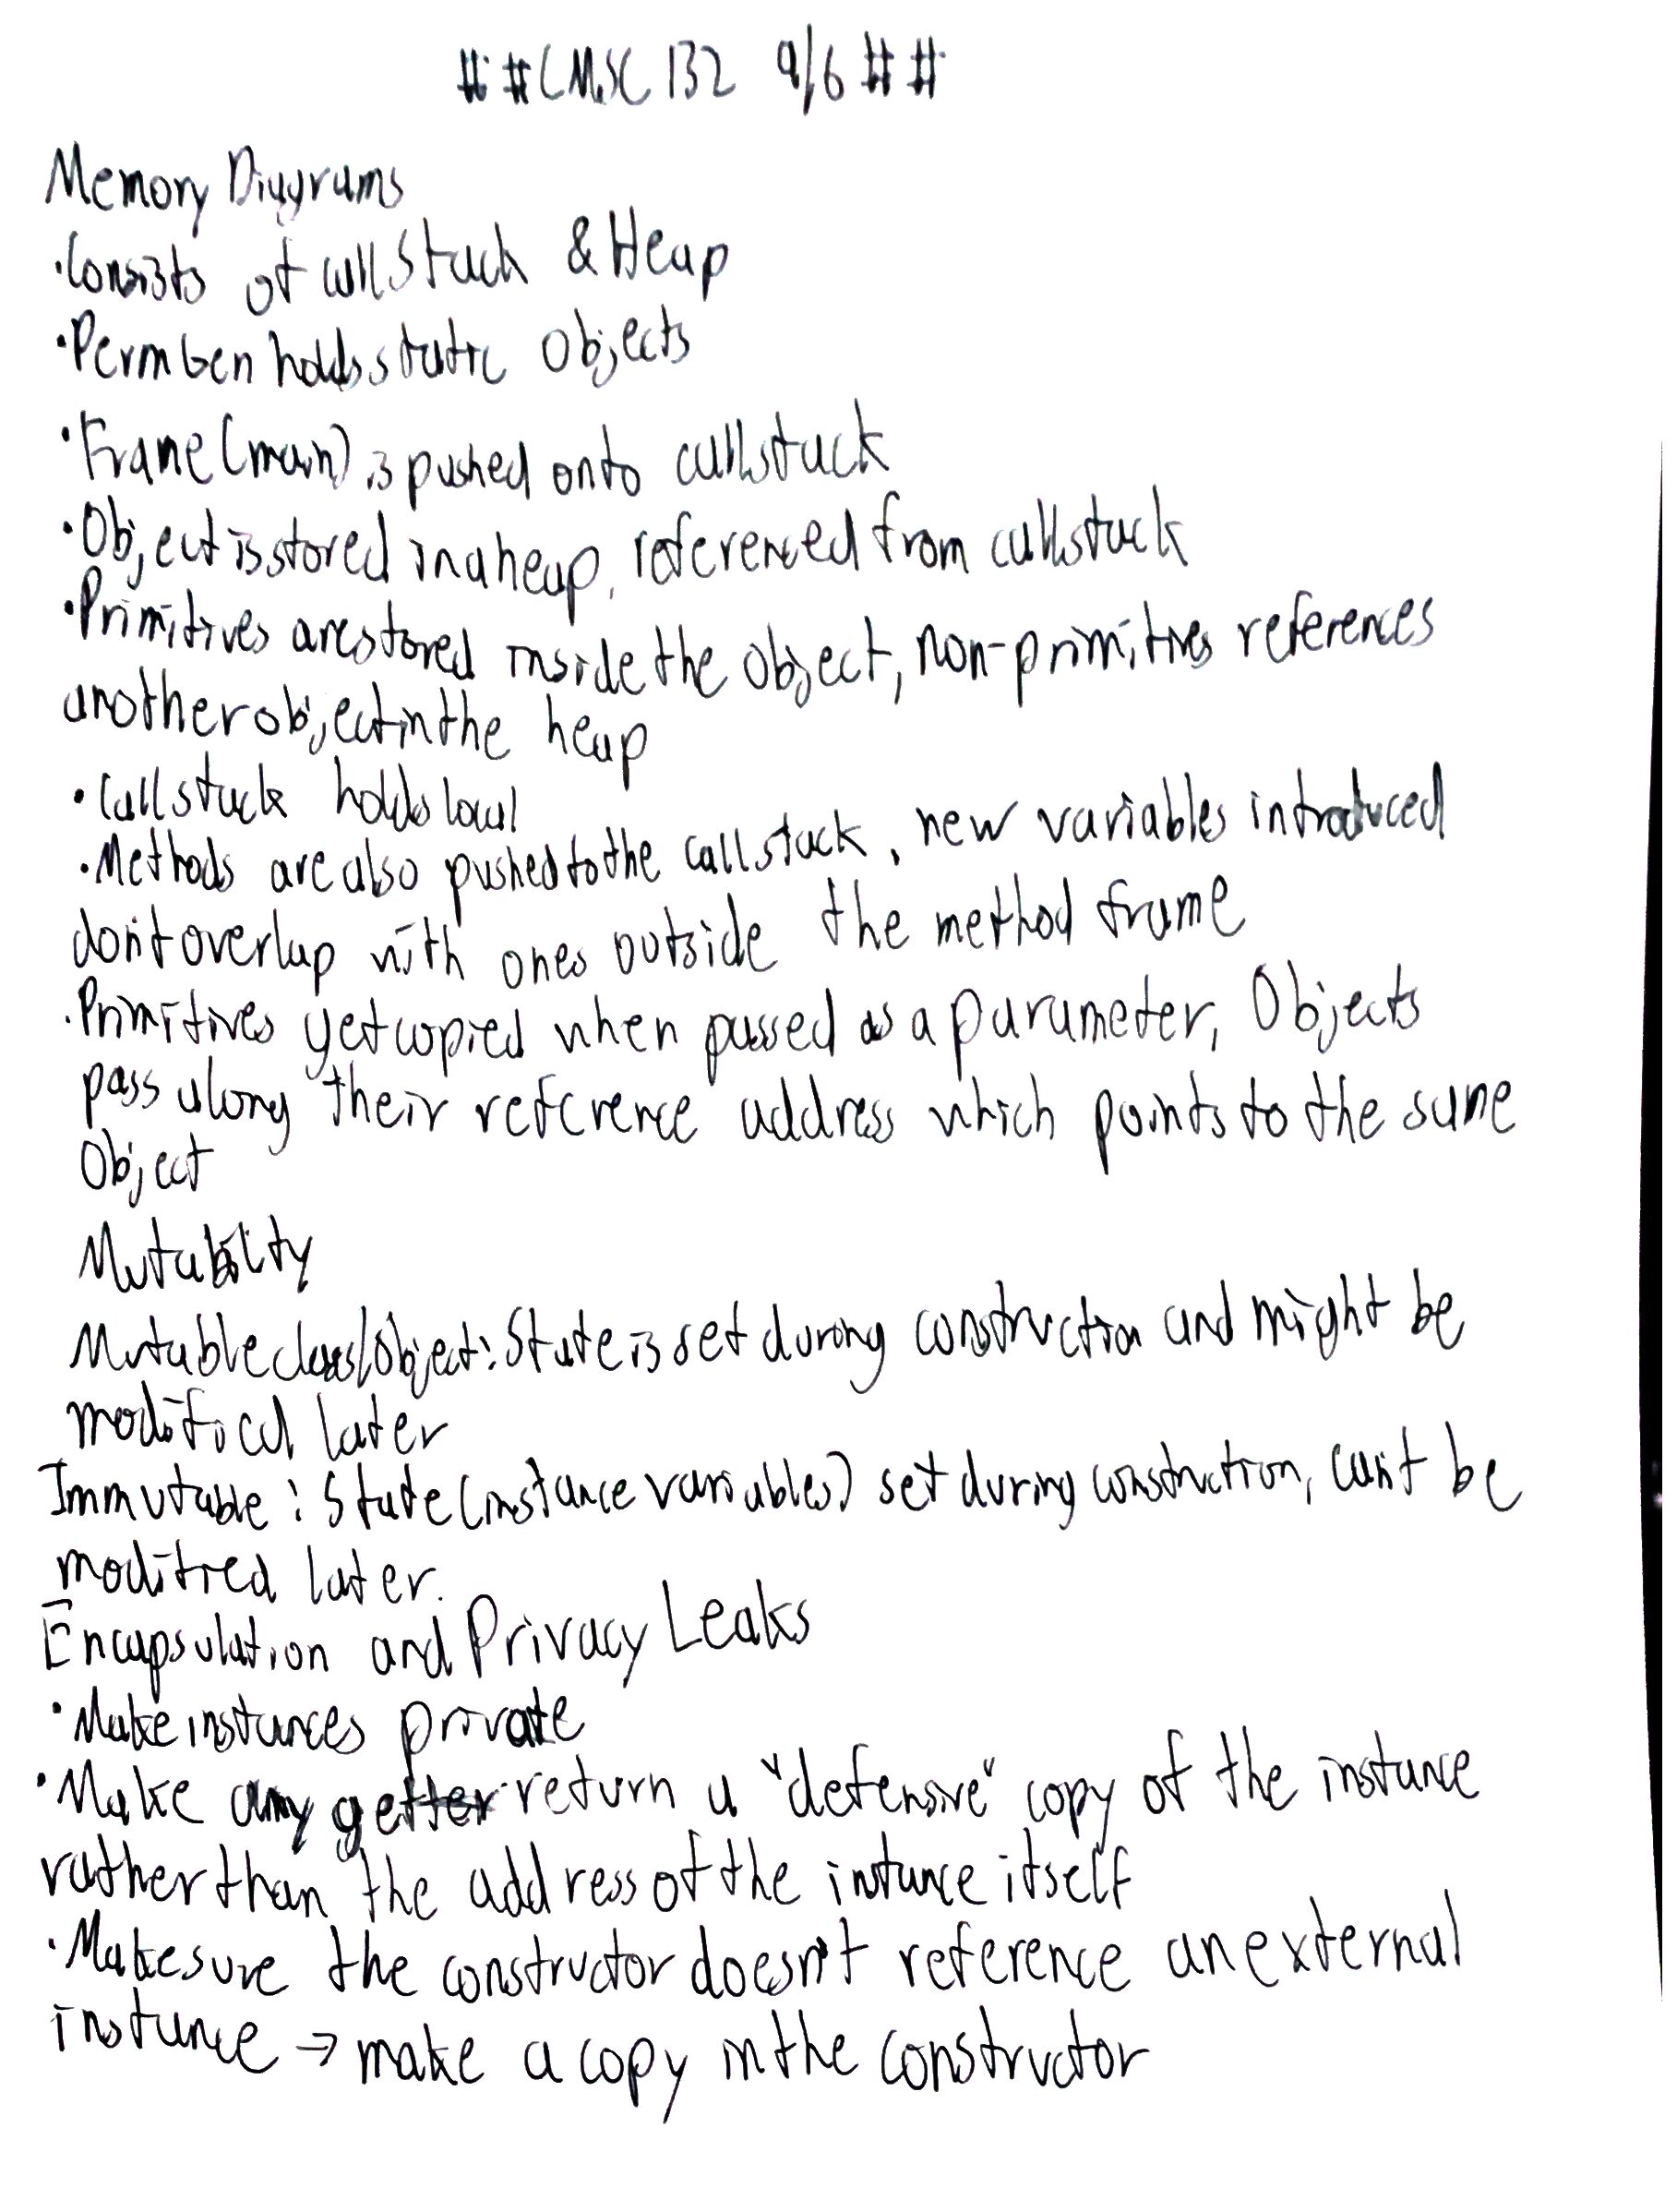 ##CMSC 132 9/6##
Memory Diagrams
·Consists of callStack & Heap
·PermGen holds static Objects
·Frame (main) is pushed onto callstack
·Object is stored in a heap, referenced from callstack
·Primitives are stored inside the Object, non-primitives references
another object in the heap
·Callstack holds local
·Methods are also pushed to the callstack, new variables introduced
don't overlap with ones outside the method frame
·Primitives get copied when passed as a parameter, Objects
pass along their reference address which points to the same
Object
Mutability
Mutable class/Object: State is set during construction and might be
modified later
Immutable: State (instance variables) set during construction, can't be
modified later.
Encapsulation and Privacy Leaks
·Make instances private
·Make any getter return a "defensive" copy of the instance
rather than the address of the instance itself
·Make sure the constructor doesn't reference an external
instance → make a copy in the constructor